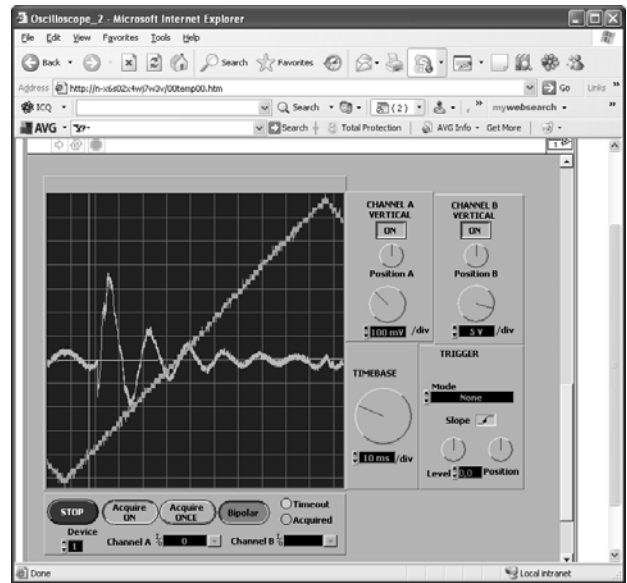 Oscilloscope_2 - Microsoft Internet Explorer
File Edit View Favorites Tools Help
Back Search Favorites
Address http://n-x6s02x4wj7w3v/00temp00.htm Go Links »
ICQ Search (2) » mywebsearch »
AVG Search Total Protection AVG Info Get More
CHANNEL A
VERTICAL
ON
Position A
100 mV /div
CHANNEL B
VERTICAL
ON
Position B
5 V /div
TIMEBASE
10 ms /div
TRIGGER
Mode
None
Slope
Level 0,0 Position
STOP
Acquire
ON
Acquire
ONCE
Bipolar
Timeout
Acquired
Device
1
Channel A 0 Channel B
Done Local intranet